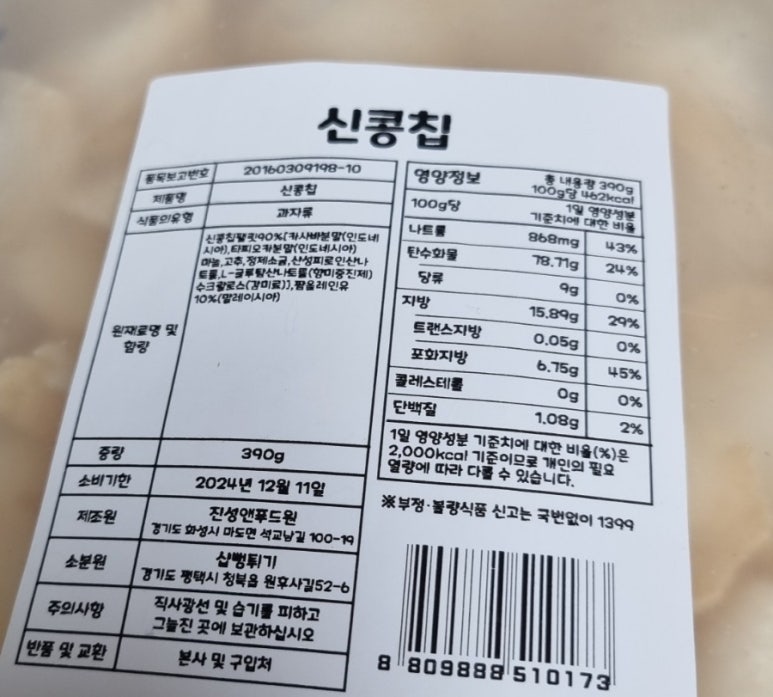 신콩칩
품목보고번호 20160309198-10
제품명 신콩칩
식품의유형 과자류
원재료명 및 함량
신콩칩펠릿90%{카사바분말(인도네
시아),타피오카분말(인도네시아)
마늘,고추,정제소금,산성피로인산나
트륨,L-글루탐산나트륨(향미증진제)
수크랄로스(감미료)},팜올레인유
10%(말레이시아)
중량 390g
소비기한 2024년 12월 11일
제조원 진성앤푸드원
경기도 화성시 마도면 석교남길 100-19
소분원 삽뻥튀기
경기도 평택시 청북읍 원후사길52-6
주의사항 직사광선 및 습기를 피하고
그늘진 곳에 보관하십시오
반품 및 교환 본사 및 구입처
영양정보 총 내용량 390g
100g당 462kcal
100g당 1일 영양성분
기준치에 대한 비율
나트륨 868mg 43%
탄수화물 78.71g 24%
당류 9g 0%
지방 15.89g 29%
트랜스지방 0.05g 0%
포화지방 6.75g 45%
콜레스테롤 0g 0%
단백질 1.08g 2%
1일 영양성분 기준치에 대한 비율(%)은
2,000kcal 기준이므로 개인의 필요
열량에 따라 다를 수 있습니다.
※부정·불량식품 신고는 국번없이 1399
8 809888 510173